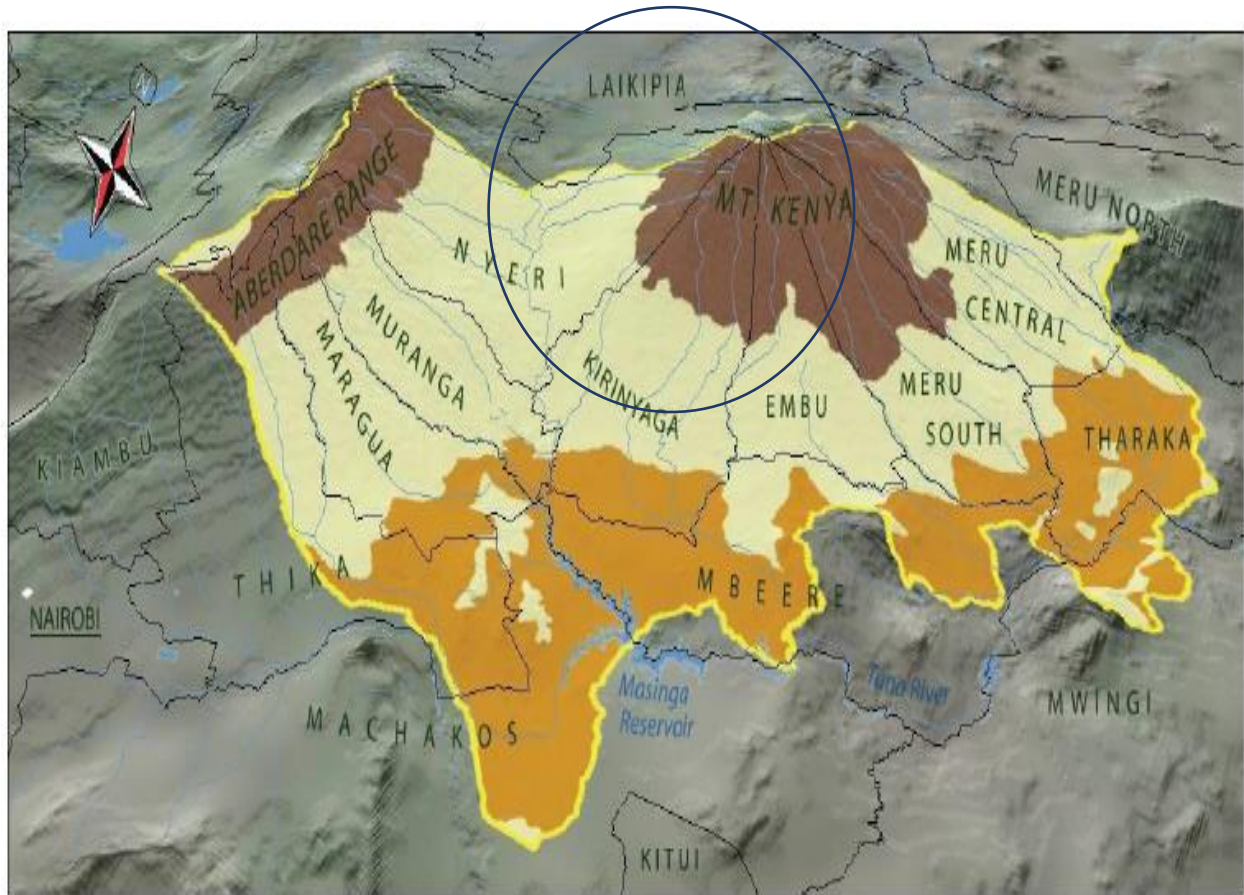 LAIKIPIA
N
MERU NORTH
ABERDARE RANGE
MT. KENYA
NYERI
MERU
CENTRAL
MURANGA
MARAGUA
KIRINYAGA
EMBU
MERU
SOUTH
THARAKA
KIAMBU
THIKA
MBEERE
NAIROBI
MACHAKOS
Masinga
Reservoir
Tana River
MWINGI
KITUI